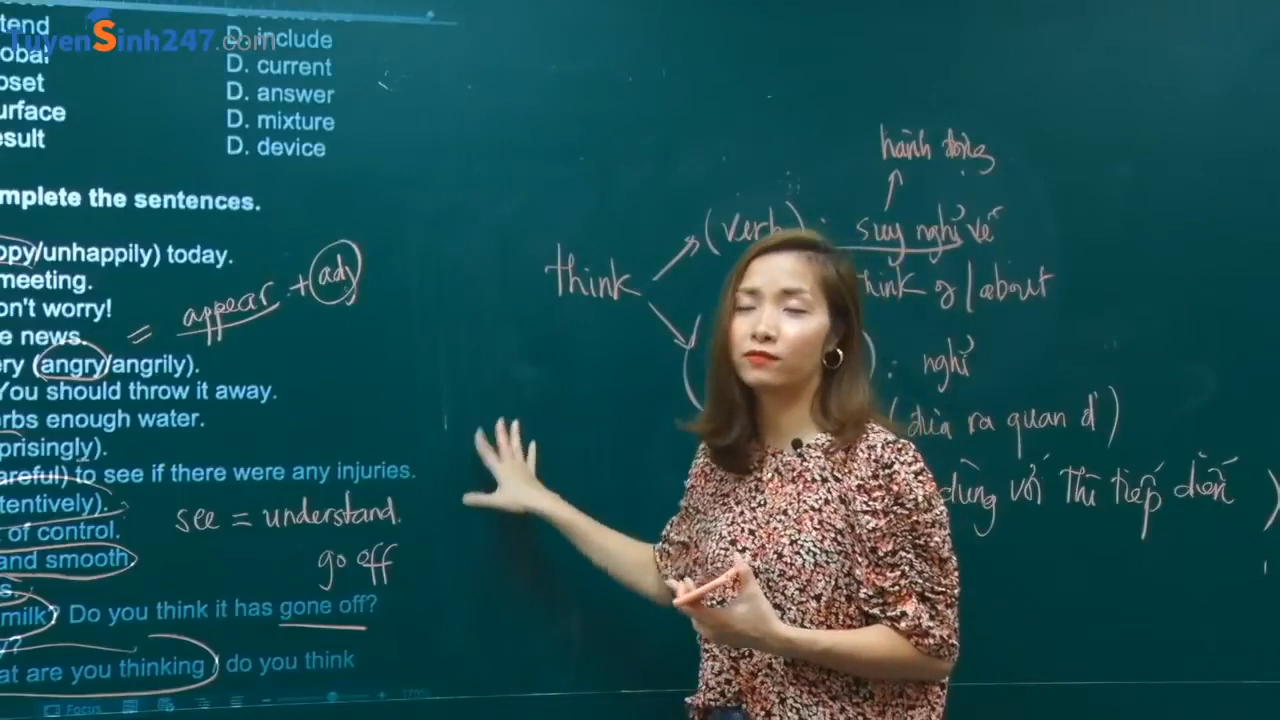 TuyenSinh247.com
tend
D. include
obal
D. current
oset
D. answer
urface
D. mixture
esult
D. device
mplete the sentences.
ppy/unhappily) today.
meeting.
on't worry!
e news.
ery (angry/angrily).
You should throw it away.
rbs enough water.
prisingly).
areful) to see if there were any injuries.
tentively).
of control.
and smooth.
s.
milk? Do you think it has gone off?
y?
at are you thinking / do you think
Focus
= appear + adj
see = understand.
go off
hành động
think
(verb) : suy nghĩ về
think of / about
: nghĩ
(đưa ra quan đ )
dùng với thì tiếp diễn )